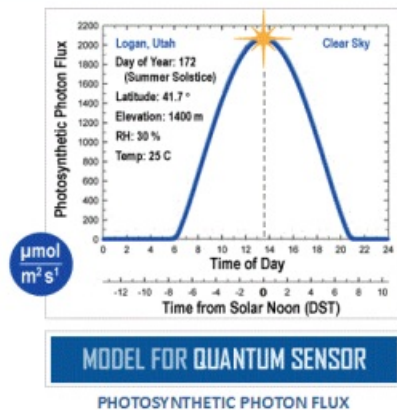 2200
2000
1800
1600
1400
1200
1000
800
600
400
200
0
Photosynthetic Photon Flux
Logan, Utah
Clear Sky
Day of Year: 172
(Summer Solstice)
Latitude: 41.7 °
Elevation: 1400 m
RH: 30 %
Temp: 25 C
0 2 4 6 8 10 12 14 16 18 20 22 24
Time of Day
µmol
m² s¹
-12 -10 -8 -6 -4 -2 0 2 4 6 8 10
Time from Solar Noon (DST)
MODEL FOR QUANTUM SENSOR
PHOTOSYNTHETIC PHOTON FLUX